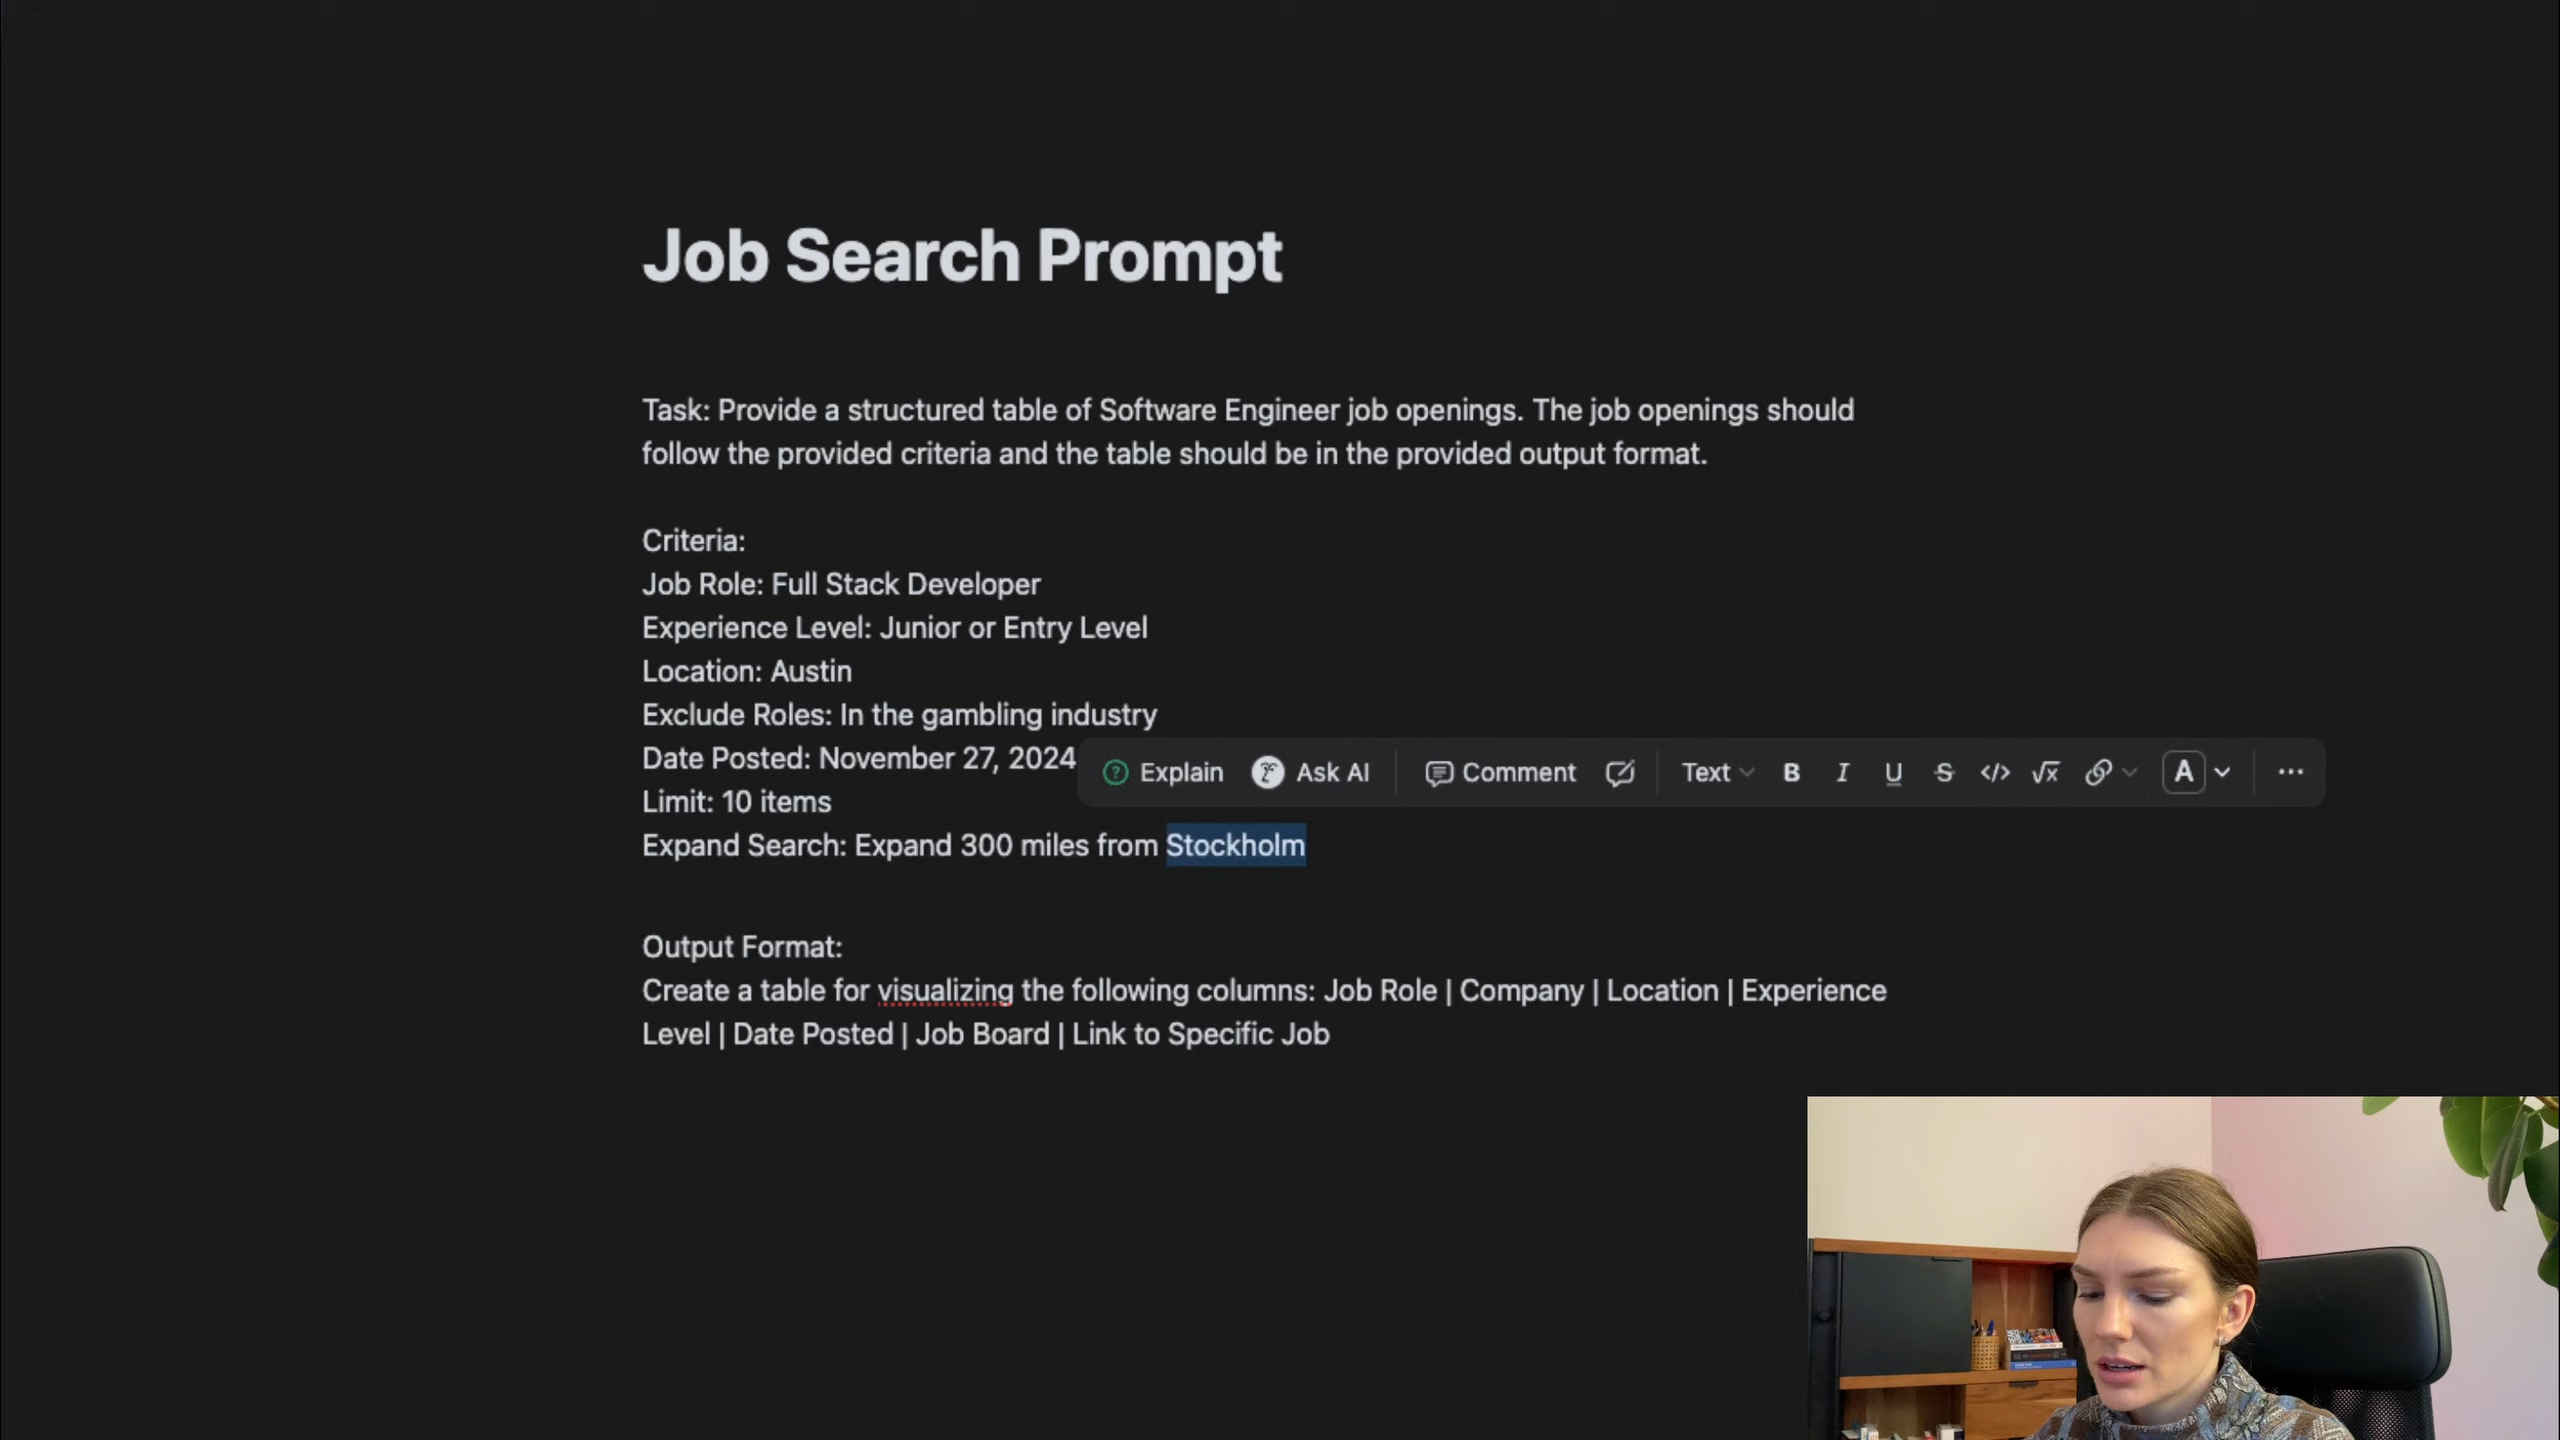 Job Search Prompt
Task: Provide a structured table of Software Engineer job openings. The job openings should
follow the provided criteria and the table should be in the provided output format.
Criteria:
Job Role: Full Stack Developer
Experience Level: Junior or Entry Level
Location: Austin
Exclude Roles: In the gambling industry
Date Posted: November 27, 2024
Explain Ask AI Comment Text B I U S </> √x A
Limit: 10 items
Expand Search: Expand 300 miles from Stockholm
Output Format:
Create a table for visualizing the following columns: Job Role | Company | Location | Experience
Level | Date Posted | Job Board | Link to Specific Job